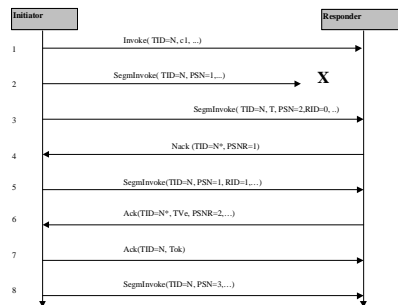 Initiator
Responder
1
Invoke( TID=N, c1, ...)
2
SegmInvoke( TID=N, PSN=1,...)
X
3
SegmInvoke( TID=N, T, PSN=2,RID=0, ..)
4
Nack (TID=N*, PSNR=1)
5
SegmInvoke(TID=N, PSN=1, RID=1,...)
6
Ack(TID=N*, TVe, PSNR=2,...)
7
Ack(TID=N, Tok)
8
SegmInvoke(TID=N, PSN=3,...)